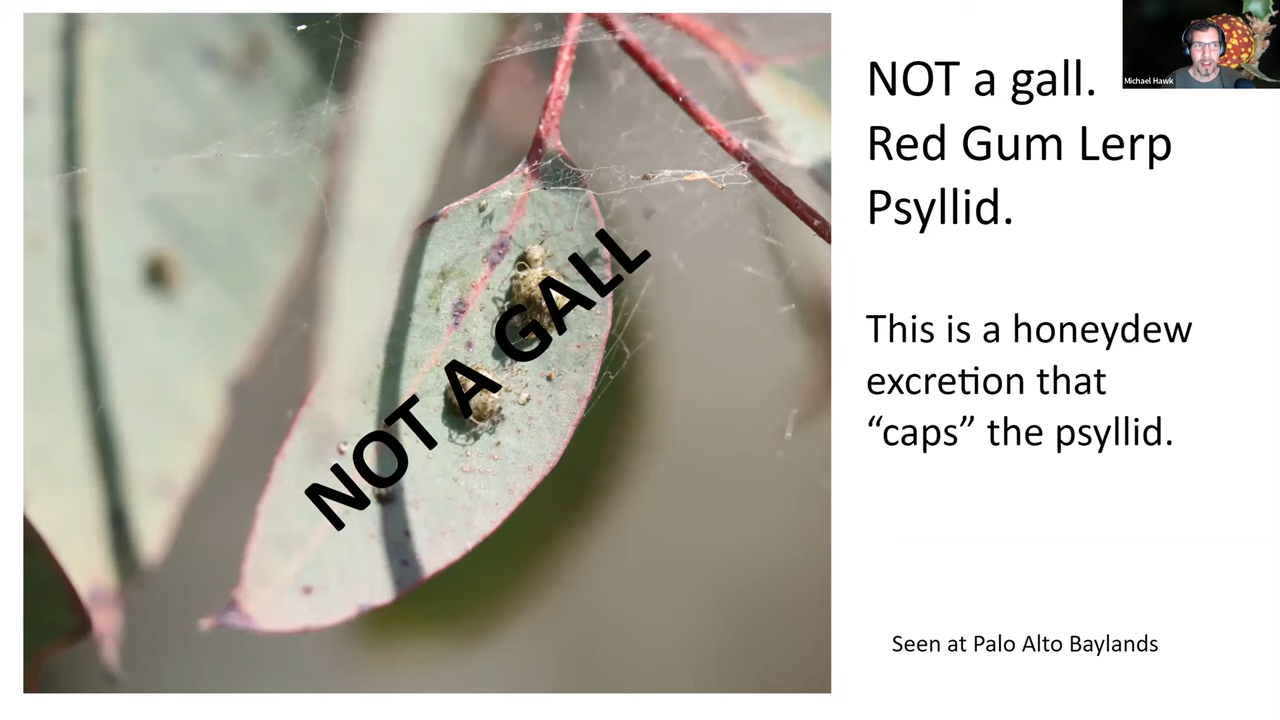 NOT a gall.
Red Gum Lerp
Psyllid.
This is a honeydew
excretion that
“caps” the psyllid.
Seen at Palo Alto Baylands
NOT A GALL
Michael Hawk